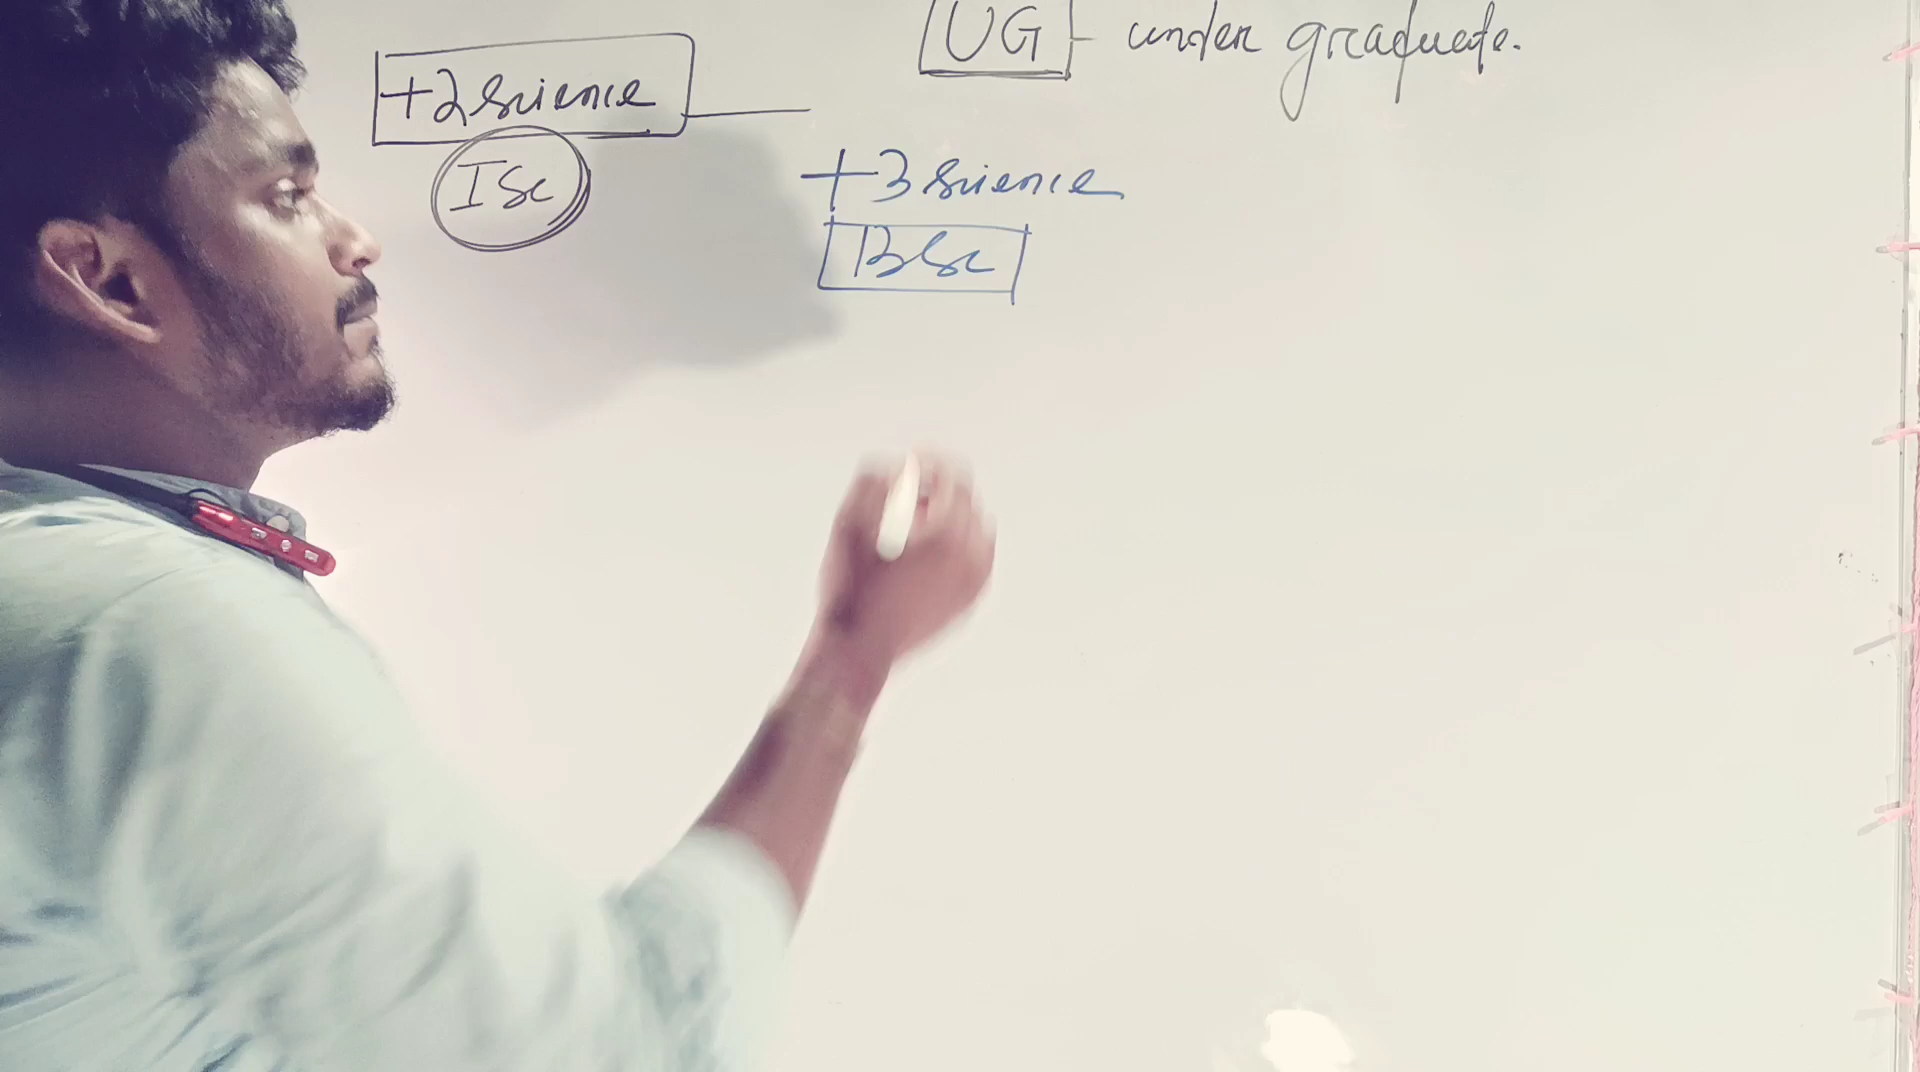 UG - under graduate.
+2 science
ISc
+3 science
BSc